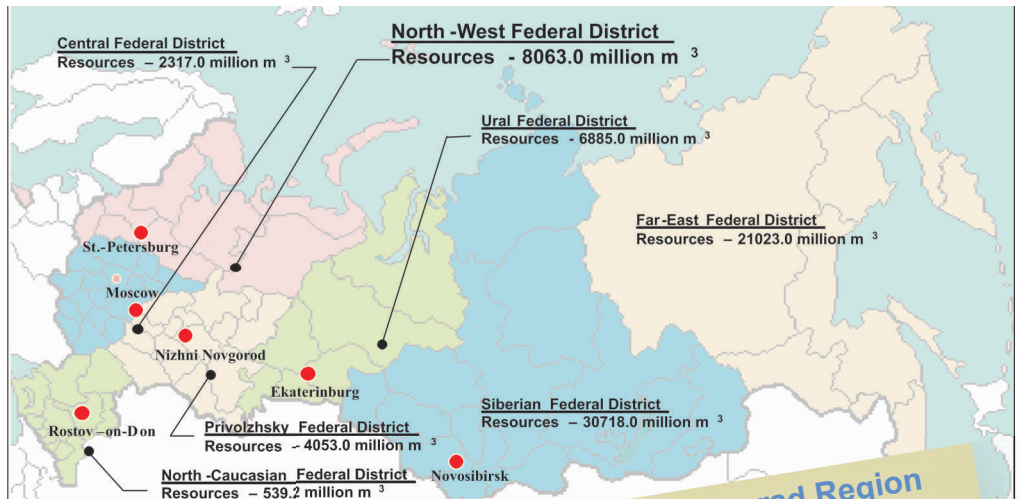 Central Federal District
Resources – 2317.0 million m 3
North -West Federal District
Resources - 8063.0 million m 3
Ural Federal District
Resources - 6885.0 million m 3
Far-East Federal District
Resources – 21023.0 million m 3
St.-Petersburg
Moscow
Nizhni Novgorod
Ekaterinburg
Siberian Federal District
Resources – 30718.0 million m 3
Rostov –on-Don
Privolzhsky Federal District
Resources – 4053.0 million m 3
Novosibirsk
North -Caucasian Federal District
Resources – 539.2 million m 3
Region